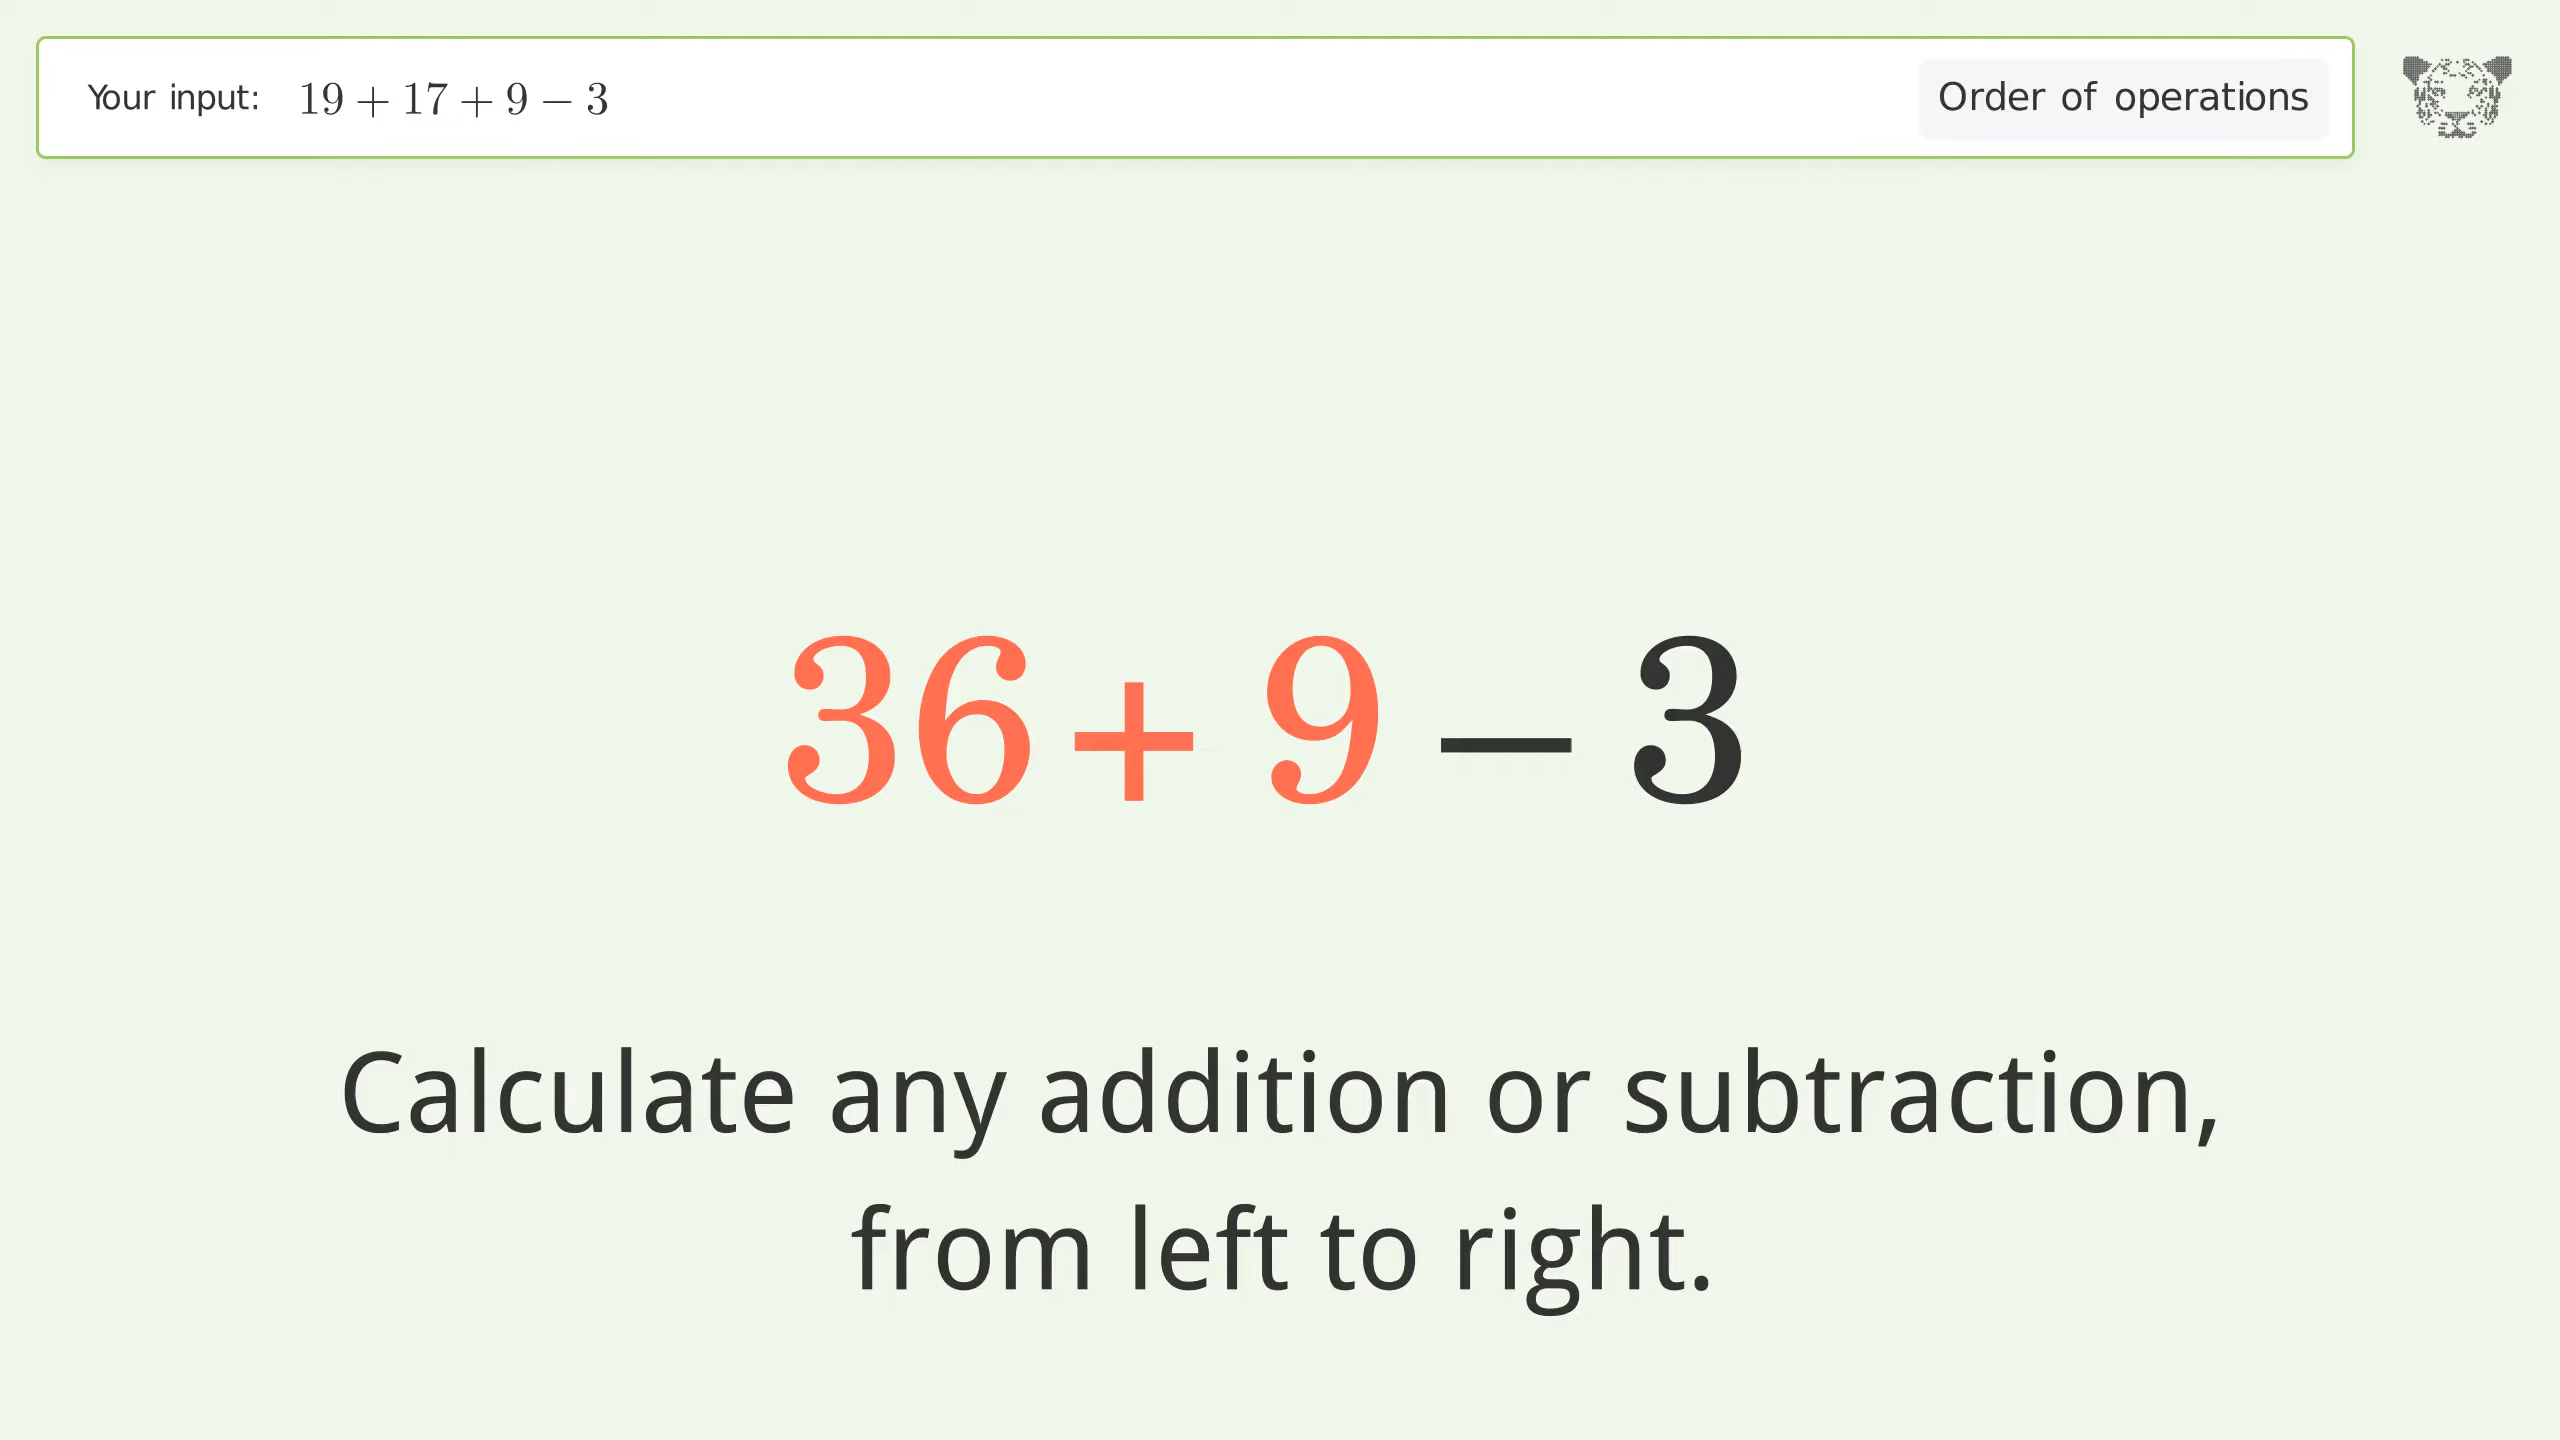 Your input: 19 + 17 + 9 − 3 Order of operations
36 + 9 − 3
Calculate any addition or subtraction,
from left to right.